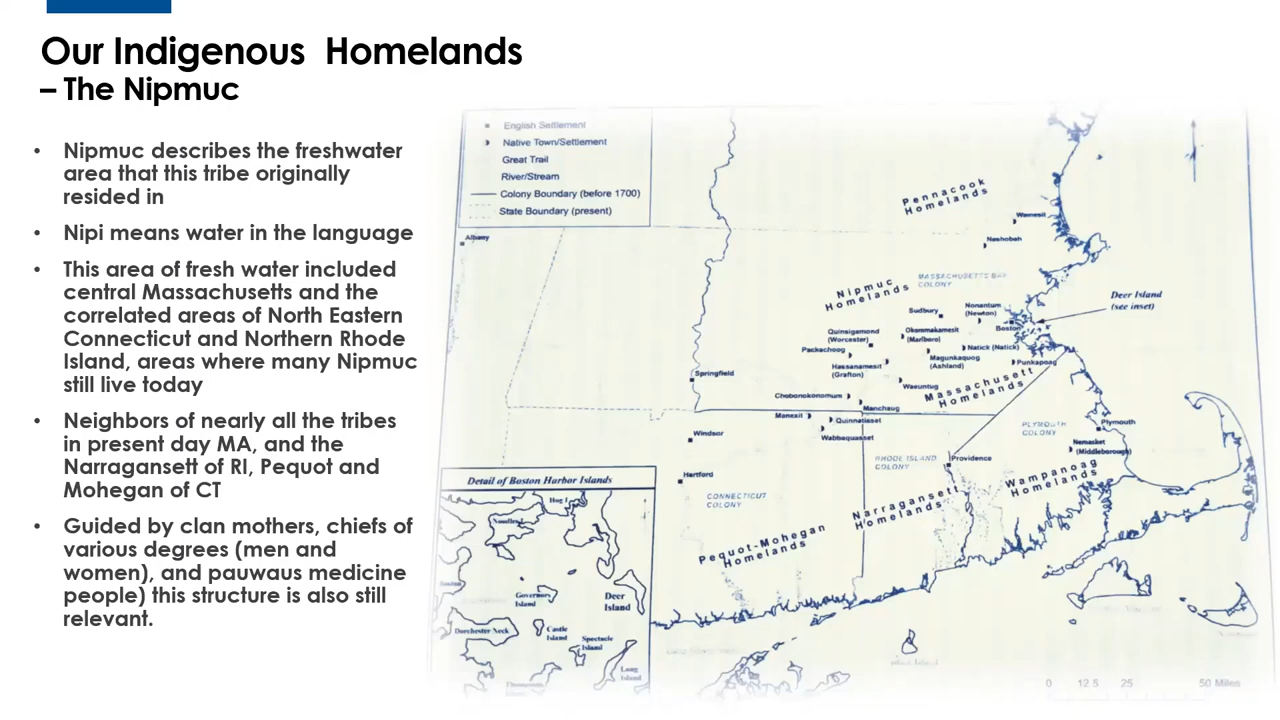 Our Indigenous  Homelands
– The Nipmuc
• Nipmuc describes the freshwater
area that this tribe originally
resided in
• Nipi means water in the language
• This area of fresh water included
central Massachusetts and the
correlated areas of North Eastern
Connecticut and Northern Rhode
Island, areas where many Nipmuc
still live today
• Neighbors of nearly all the tribes
in present day MA, and the
Narragansett of RI, Pequot and
Mohegan of CT
• Guided by clan mothers, chiefs of
various degrees (men and
women), and pauwaus medicine
people) this structure is also still
relevant.
English Settlement
Native Town/Settlement
Great Trail
River/Stream
Colony Boundary (before 1700)
State Boundary (present)
Albany
Pennacook
Homelands
Wamesit
Nashobah
MASSACHUSETTS BAY
COLONY
Nipmuc
Homelands
Deer Island
(see inset)
Sudbury
Nonantum
(Newton)
Boston
Quinsigamond
(Worcester)
Okommakamesit
(Marlboro)
Packachoog
Natick (Natick)
Magunkaquog
(Ashland)
Punkapoag
Hassanamesit
(Grafton)
Springfield
Waeuntug
Massachusett
Homelands
Chobonokonomum
Manchaug
Manexit
Quinnatisset
Wabbaquasset
Windsor
PLYMOUTH
COLONY
Plymouth
Nemasket
(Middleborough)
RHODE ISLAND
COLONY
Providence
Hartford
Wampanoag
Homelands
CONNECTICUT
COLONY
Narragansett
Homelands
Pequot-Mohegan
Homelands
Detail of Boston Harbor Islands
Hog I
Governors
Island
Deer
Island
Dorchester Neck
Castle
Island
Spectacle
Island
Long
Island
0 12.5 25 50 Miles